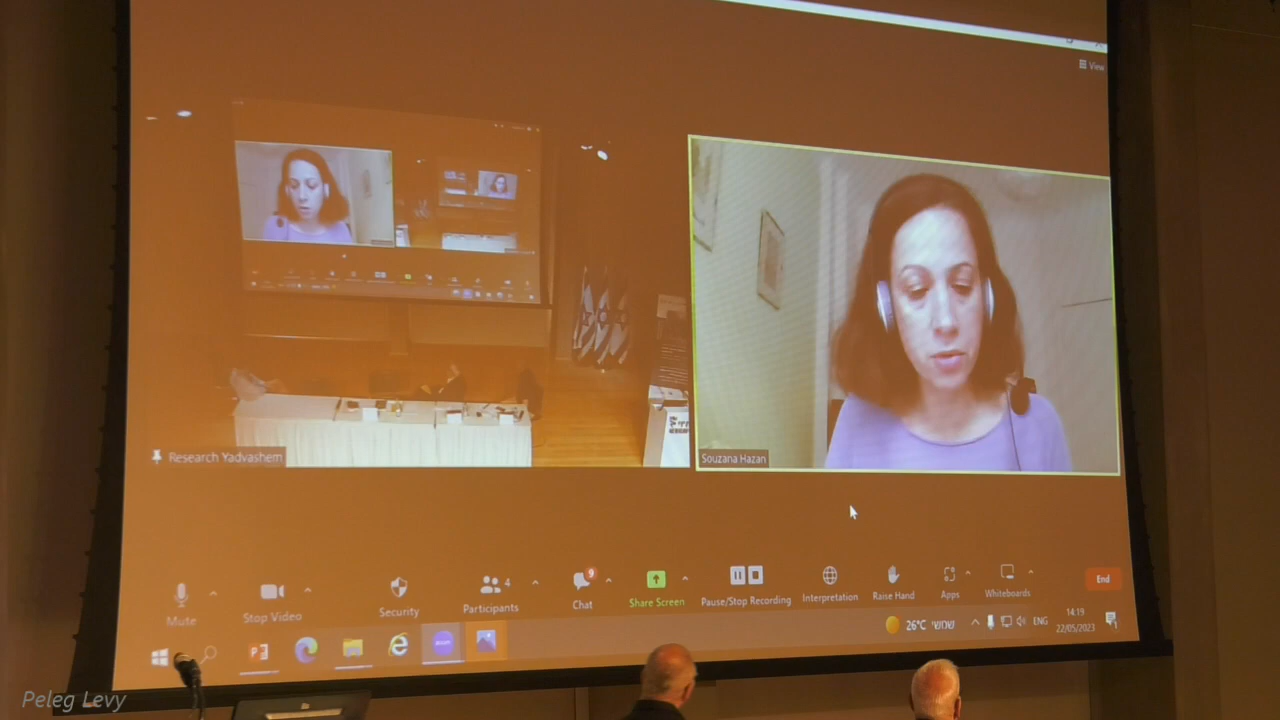 View
Research Yadvashem
Souzana Hazan
Mute
Stop Video
Security
4
Participants
9
Chat
Share Screen
Pause/Stop Recording
Interpretation
Raise Hand
Apps
Whiteboards
End
26°C שרושי
ENG
14:19
22/05/2023
Peleg Levy